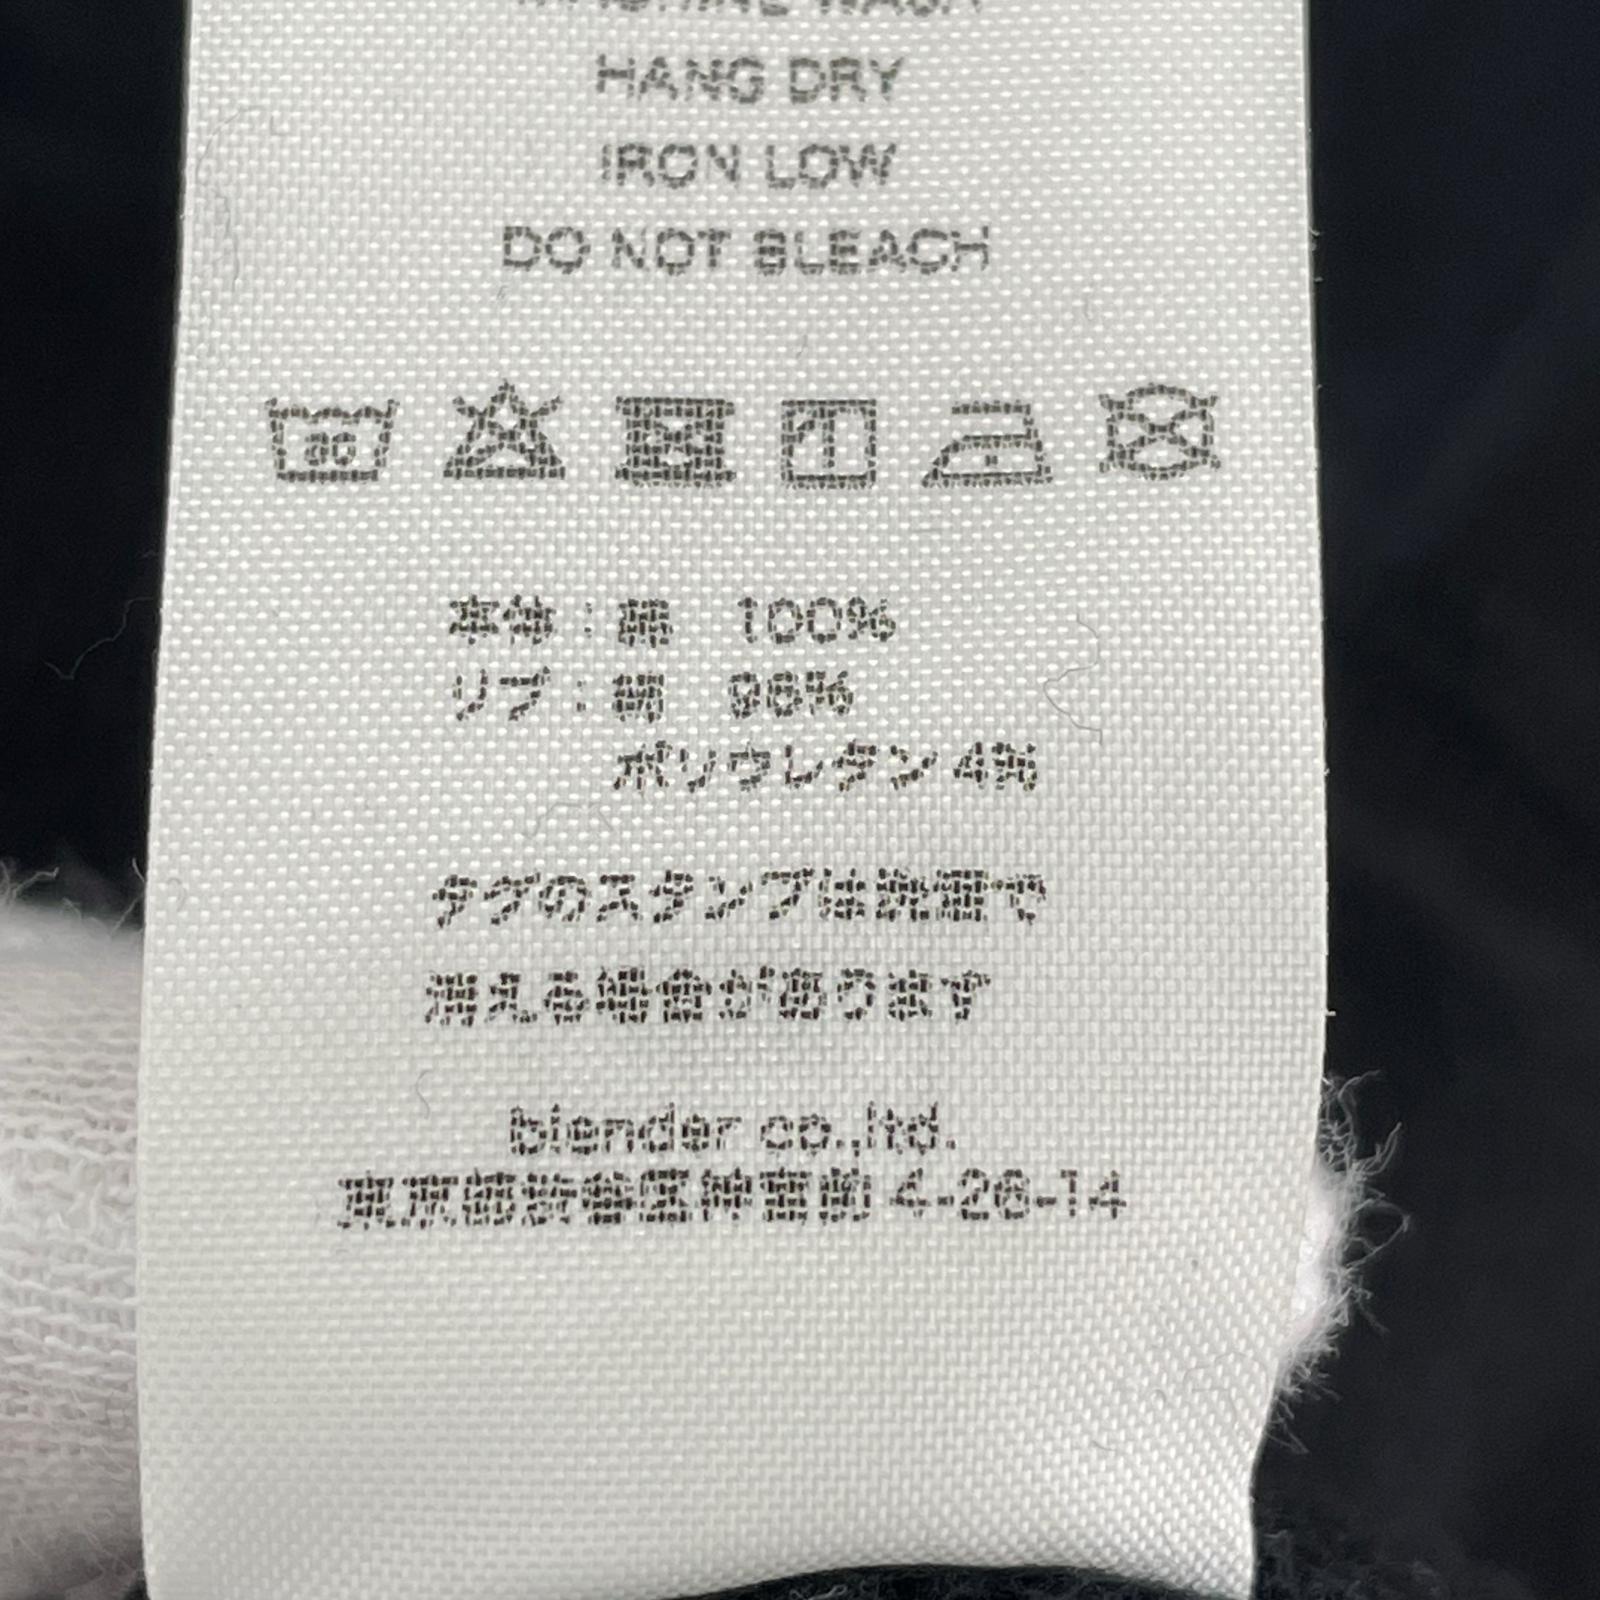 MACHINE WASH
HANG DRY
IRON LOW
DO NOT BLEACH
本体：綿 100%
リブ：綿 96%
ポリウレタン 4%
タグのスタンプは洗濯で
消える場合が有ります
blender co.,ltd.
東京都渋谷区神宮前 4-26-14